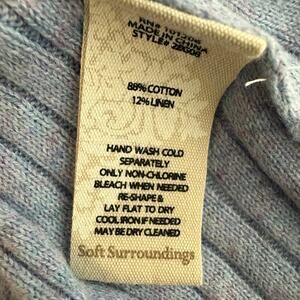 MADE IN CHINA
88% COTTON
12% LINEN
HAND WASH COLD
SEPARATELY
ONLY NON-CHLORINE
BLEACH WHEN NEEDED
RE-SHAPE &
LAY FLAT TO DRY
COOL IRON IF NEEDED
MAY BE DRY CLEANED
Soft Surroundings